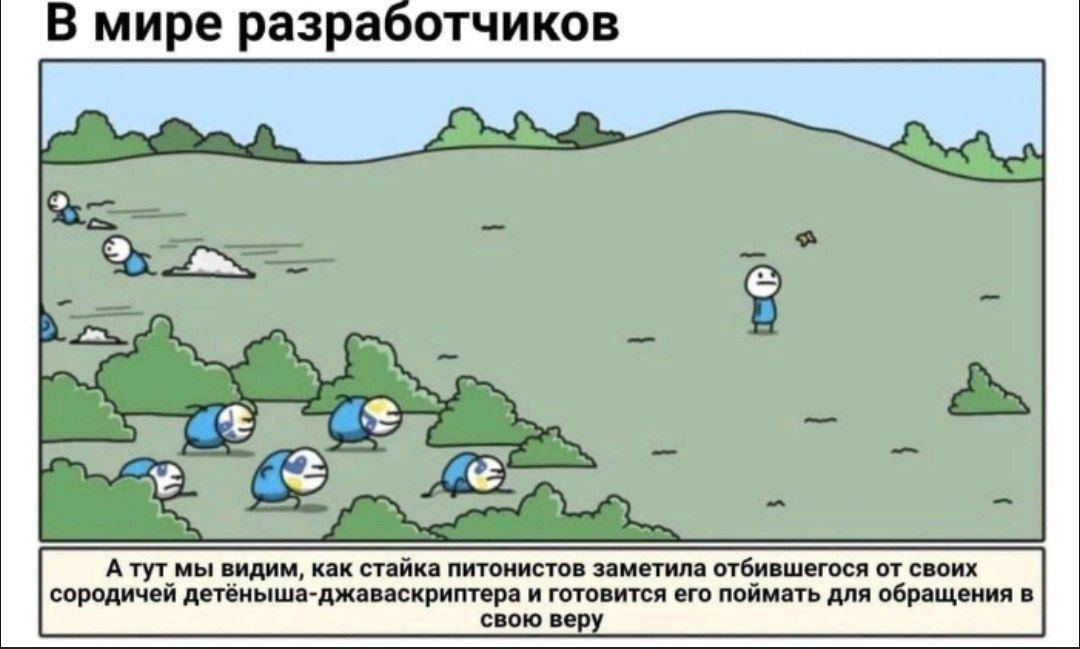 В мире разработчиков
А тут мы видим, как стайка питонистов заметила отбившегося от своих
сородичей детёныша-джаваскриптера и готовится его поймать для обращения в
свою веру